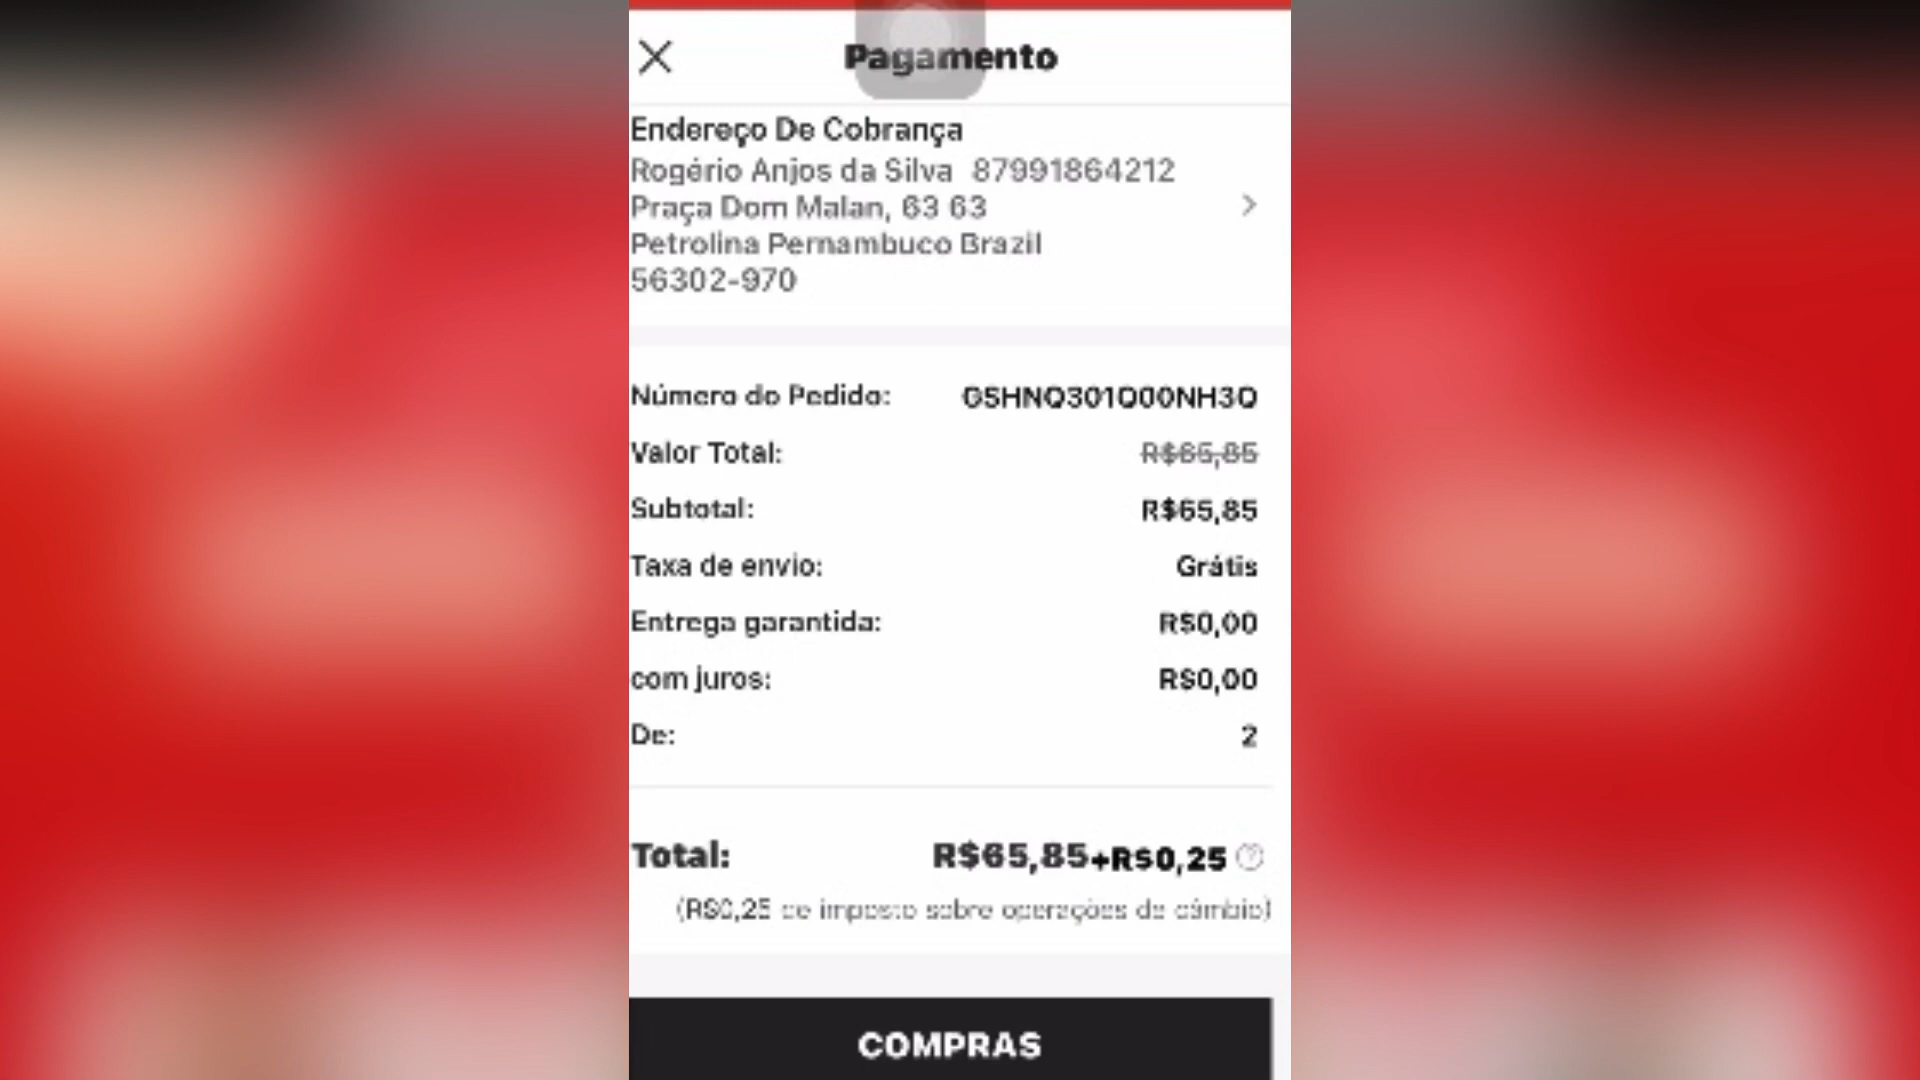 Pagamento
Endereço De Cobrança
Rogério Anjos da Silva 87991864212
Praça Dom Malan, 63 63
Petrolina Pernambuco Brazil
56302-970
Número do Pedido: GSHNQ301Q00NH3Q
Valor Total: R$65,85
Subtotal: R$65,85
Taxa de envio: Grátis
Entrega garantida: R$0,00
com juros: R$0,00
De: 2
Total: R$65,85+R$0,25
(R$0,25 de imposto sobre operações de câmbio)
COMPRAS